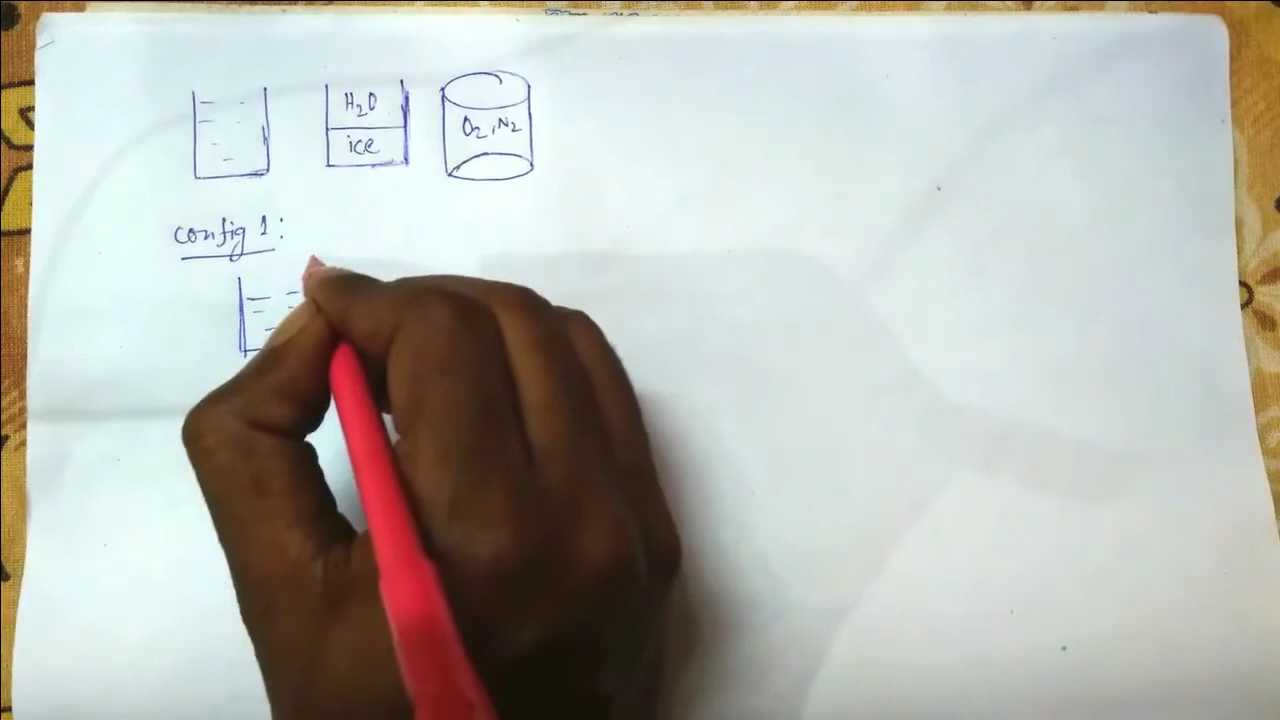 H₂O
ice
O₂, N₂
config 1: